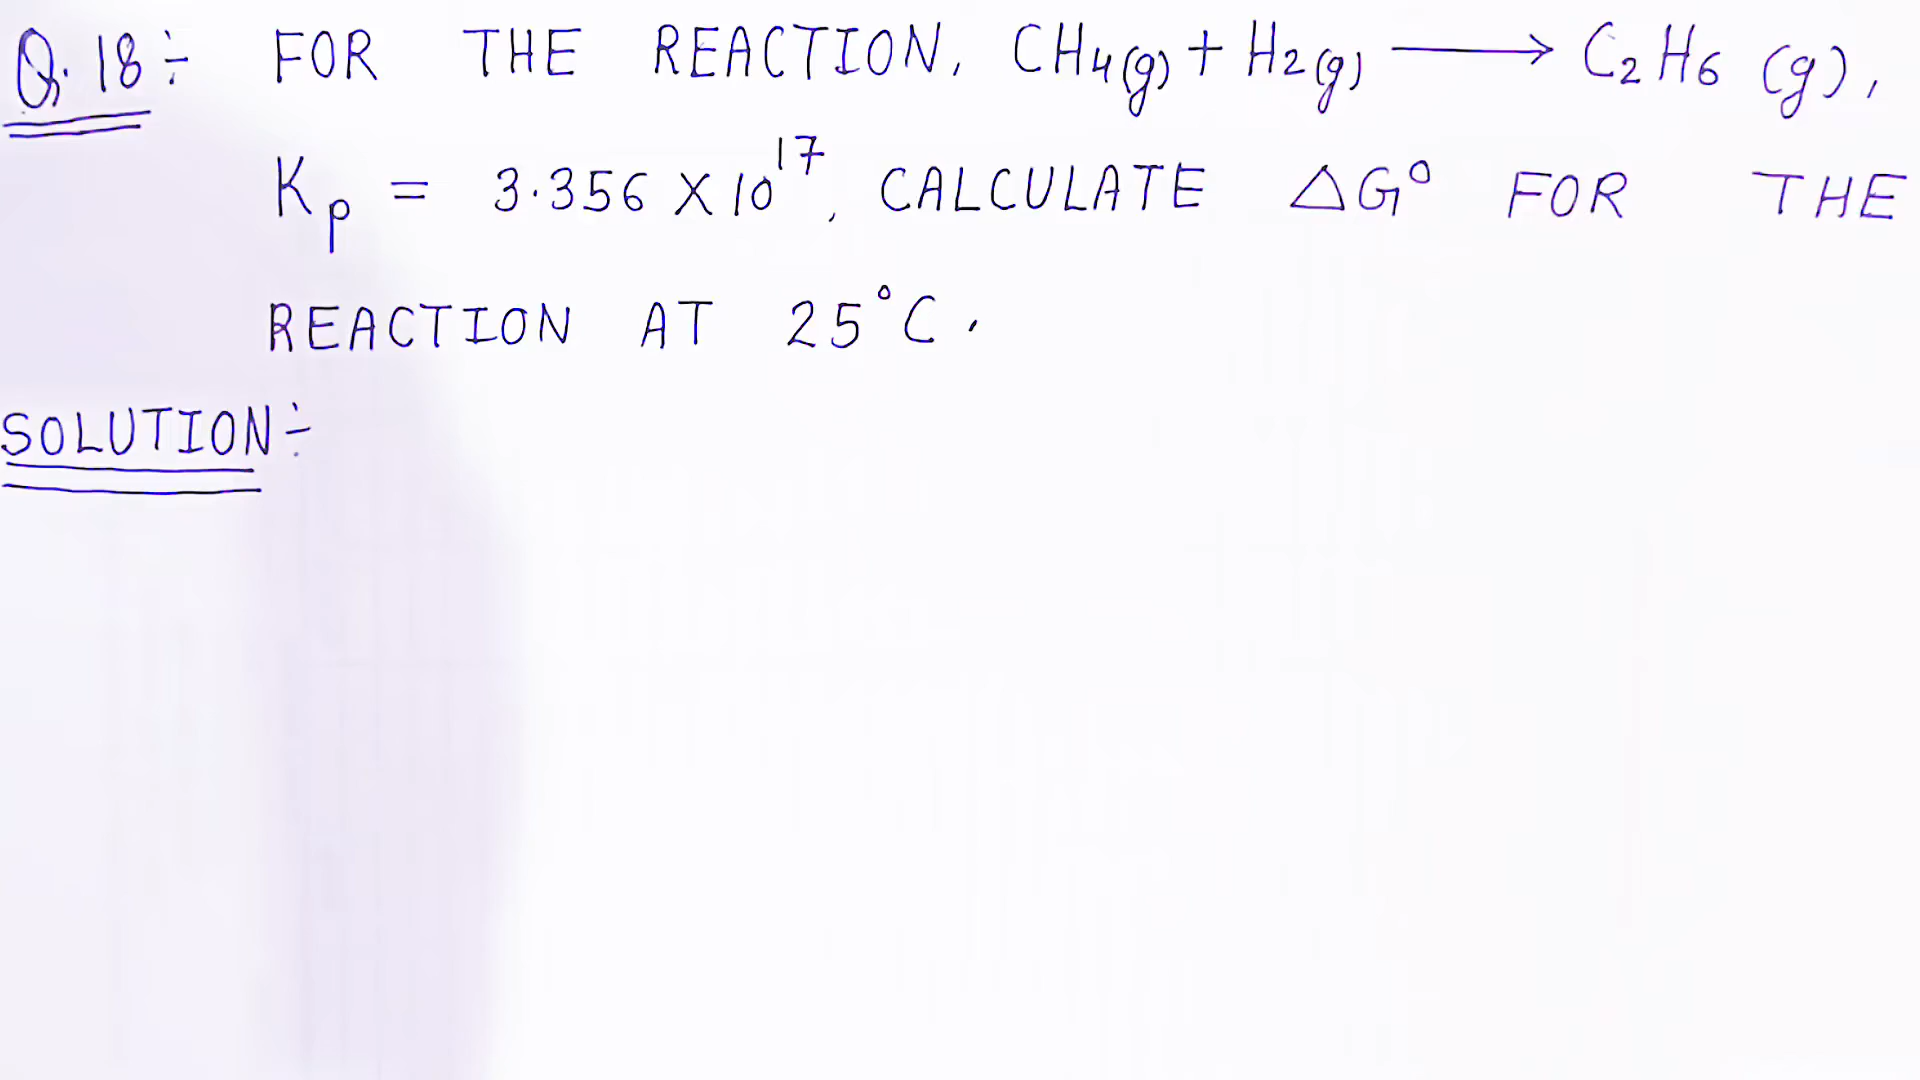 Q. 18 ÷ FOR THE REACTION, CH4(g) + H2(g) ⟶ C2H6 (g),
Kp = 3.356 X 10^17, CALCULATE ΔG° FOR THE
REACTION AT 25°C.
SOLUTION ÷